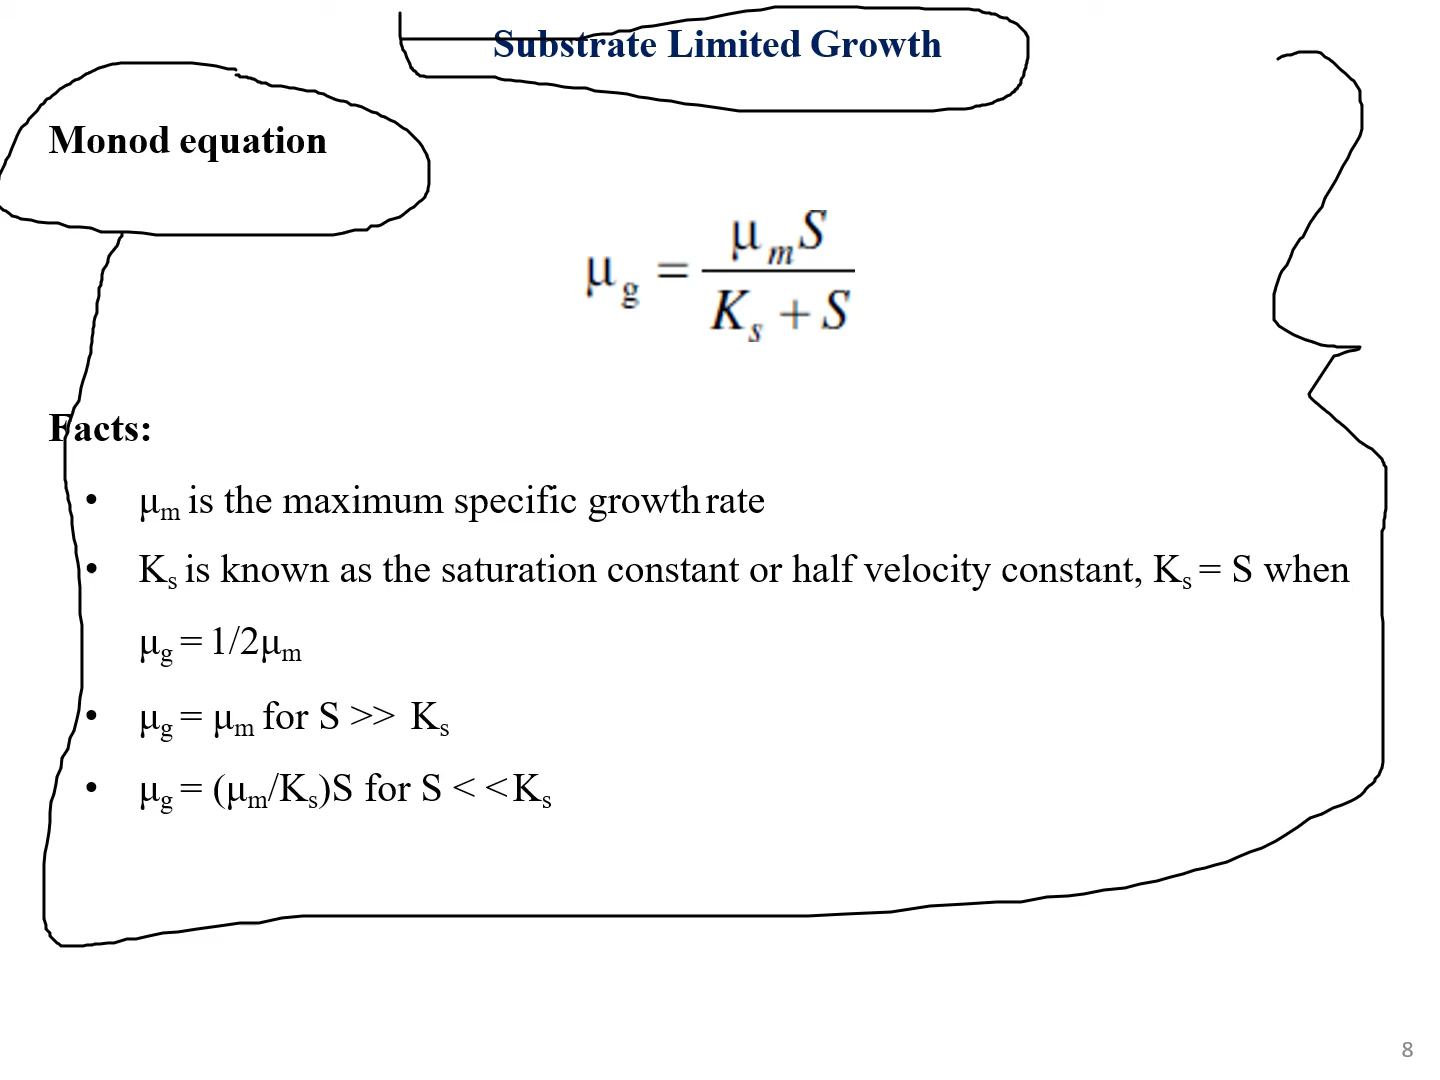 Substrate Limited Growth
Monod equation
μg = μmS / (Ks + S)
Facts:
• μm is the maximum specific growth rate
• Ks is known as the saturation constant or half velocity constant, Ks = S when
μg = 1/2μm
• μg = μm for S >> Ks
• μg = (μm/Ks)S for S < < Ks
8